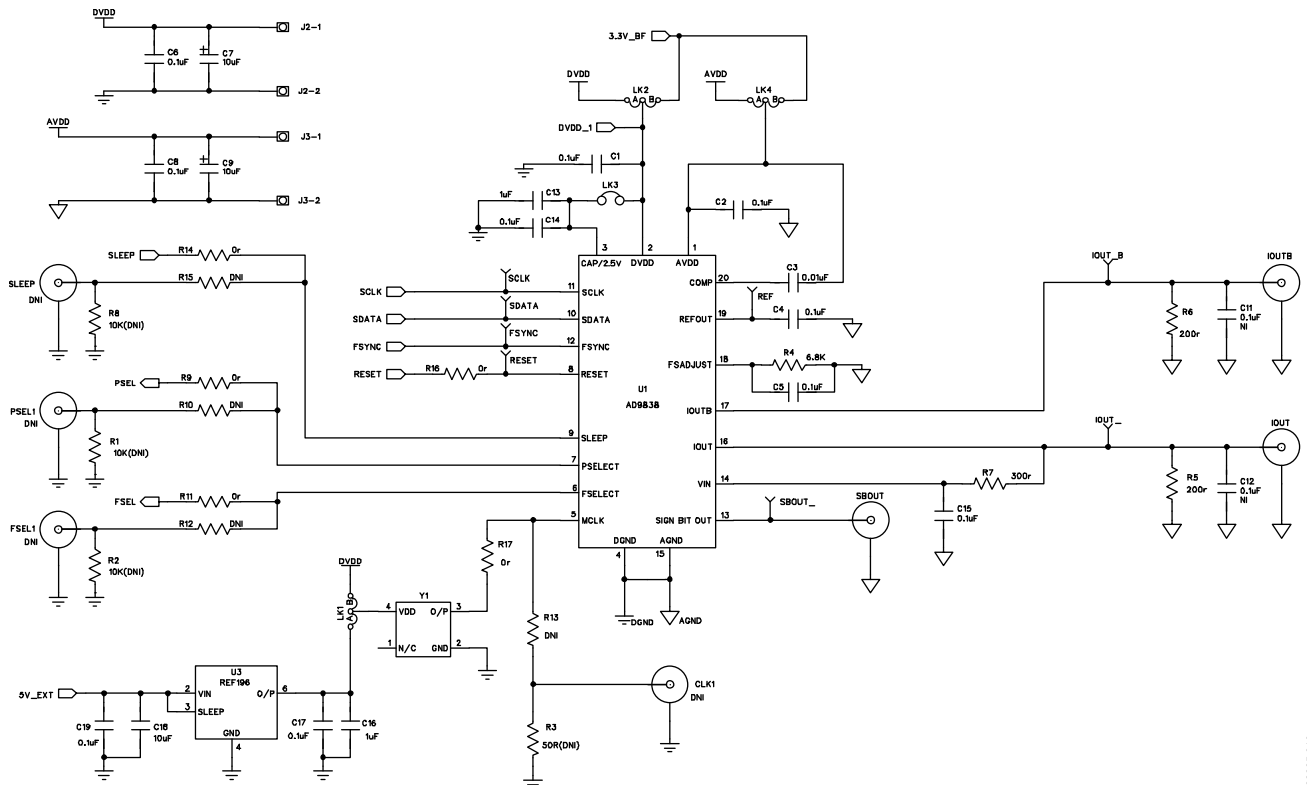 DVDD
J2-1
C6
0.1uF
+
C7
10uF
J2-2
AVDD
J3-1
C8
0.1uF
+
C9
10uF
J3-2
3.3V_BF
DVDD
LK2
A B
AVDD
LK4
A B
DVDD_1
0.1uF
C1
1uF
C13
LK3
0.1uF
C14
C2
0.1uF
3
2
1
CAP/2.5V
DVDD
AVDD
SLEEP
R14
0r
SLEEP
DNI
R15
DNI
R8
10K(DNI)
PSEL
R9
0r
PSEL1
DNI
R10
DNI
R1
10K(DNI)
FSEL
R11
0r
FSEL1
DNI
R12
DNI
R2
10K(DNI)
SCLK
SCLK
11
SCLK
SDATA
SDATA
10
SDATA
FSYNC
FSYNC
12
FSYNC
RESET
R16
0r
RESET
8
RESET
9
SLEEP
7
PSELECT
6
FSELECT
5
MCLK
U1
AD9838
COMP
20
C3
0.01uF
REF
REFOUT
19
C4
0.1uF
FSADJUST
18
R4
6.8K
C5
0.1uF
IOUTB
17
IOUT
16
VIN
14
SIGN BIT OUT
13
DGND
4
AGND
15
DGND
AGND
IOUT_B
IOUTB
R6
200r
C11
0.1uF
NI
IOUT_
IOUT
R7
300r
R5
200r
C12
0.1uF
NI
C15
0.1uF
SBOUT_
SBOUT
R17
0r
DVDD
LK1
A B
Y1
4
VDD
O/P
3
1
N/C
GND
2
R13
DNI
CLK1
DNI
R3
50R(DNI)
5V_EXT
U3
REF196
2
VIN
O/P
6
3
SLEEP
GND
4
C19
0.1uF
C18
10uF
C17
0.1uF
C16
1uF